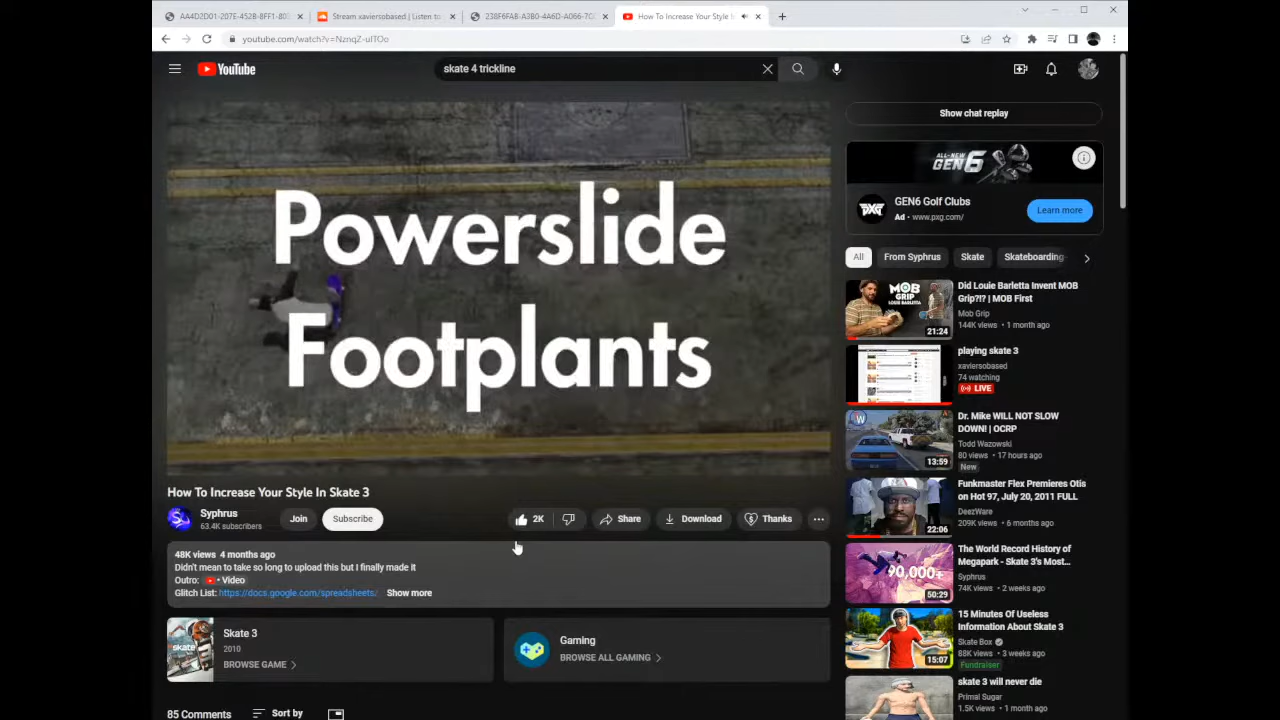 AA4D2D01-207E-452B-8FF1-80
Stream xaviersobased | Listen to
238F6FAB-A3B0-4A6D-A066-70
How To Increase Your Style I
youtube.com/watch?v=NznqZ-ufTOo
YouTube
skate 4 trickline
Powerslide
Footplants
How To Increase Your Style In Skate 3
Syphrus
63.4K subscribers
Join
Subscribe
2K
Share
Download
Thanks
48K views 4 months ago
Didn't mean to take so long to upload this but I finally made it
Outro: • Video
Glitch List: https://docs.google.com/spreadsheets/ Show more
skate
Skate 3
2010
BROWSE GAME
Gaming
BROWSE ALL GAMING
85 Comments
Sort by
Show chat replay
ALL-NEW
GEN6
PXG
GEN6 Golf Clubs
Ad • www.pxg.com/
Learn more
All
From Syphrus
Skate
Skateboarding
MOB
GRIP
LOUIE BARLETTA
21:24
Did Louie Barletta Invent MOB
Grip?!? | MOB First
Mob Grip
144K views • 1 month ago
playing skate 3
xaviersobased
74 watching
LIVE
W
13:59
Dr. Mike WILL NOT SLOW
DOWN! | OCRP
Todd Wazowski
80 views • 17 hours ago
New
22:06
Funkmaster Flex Premieres Otis
on Hot 97, July 20, 2011 FULL
DeezWare
209K views • 6 months ago
90,000+
50:29
The World Record History of
Megapark - Skate 3's Most...
Syphrus
74K views • 2 weeks ago
15:07
15 Minutes Of Useless
Information About Skate 3
Skate Box
88K views • 3 weeks ago
Fundraiser
skate 3 will never die
Primal Sugar
1.5K views • 1 month ago